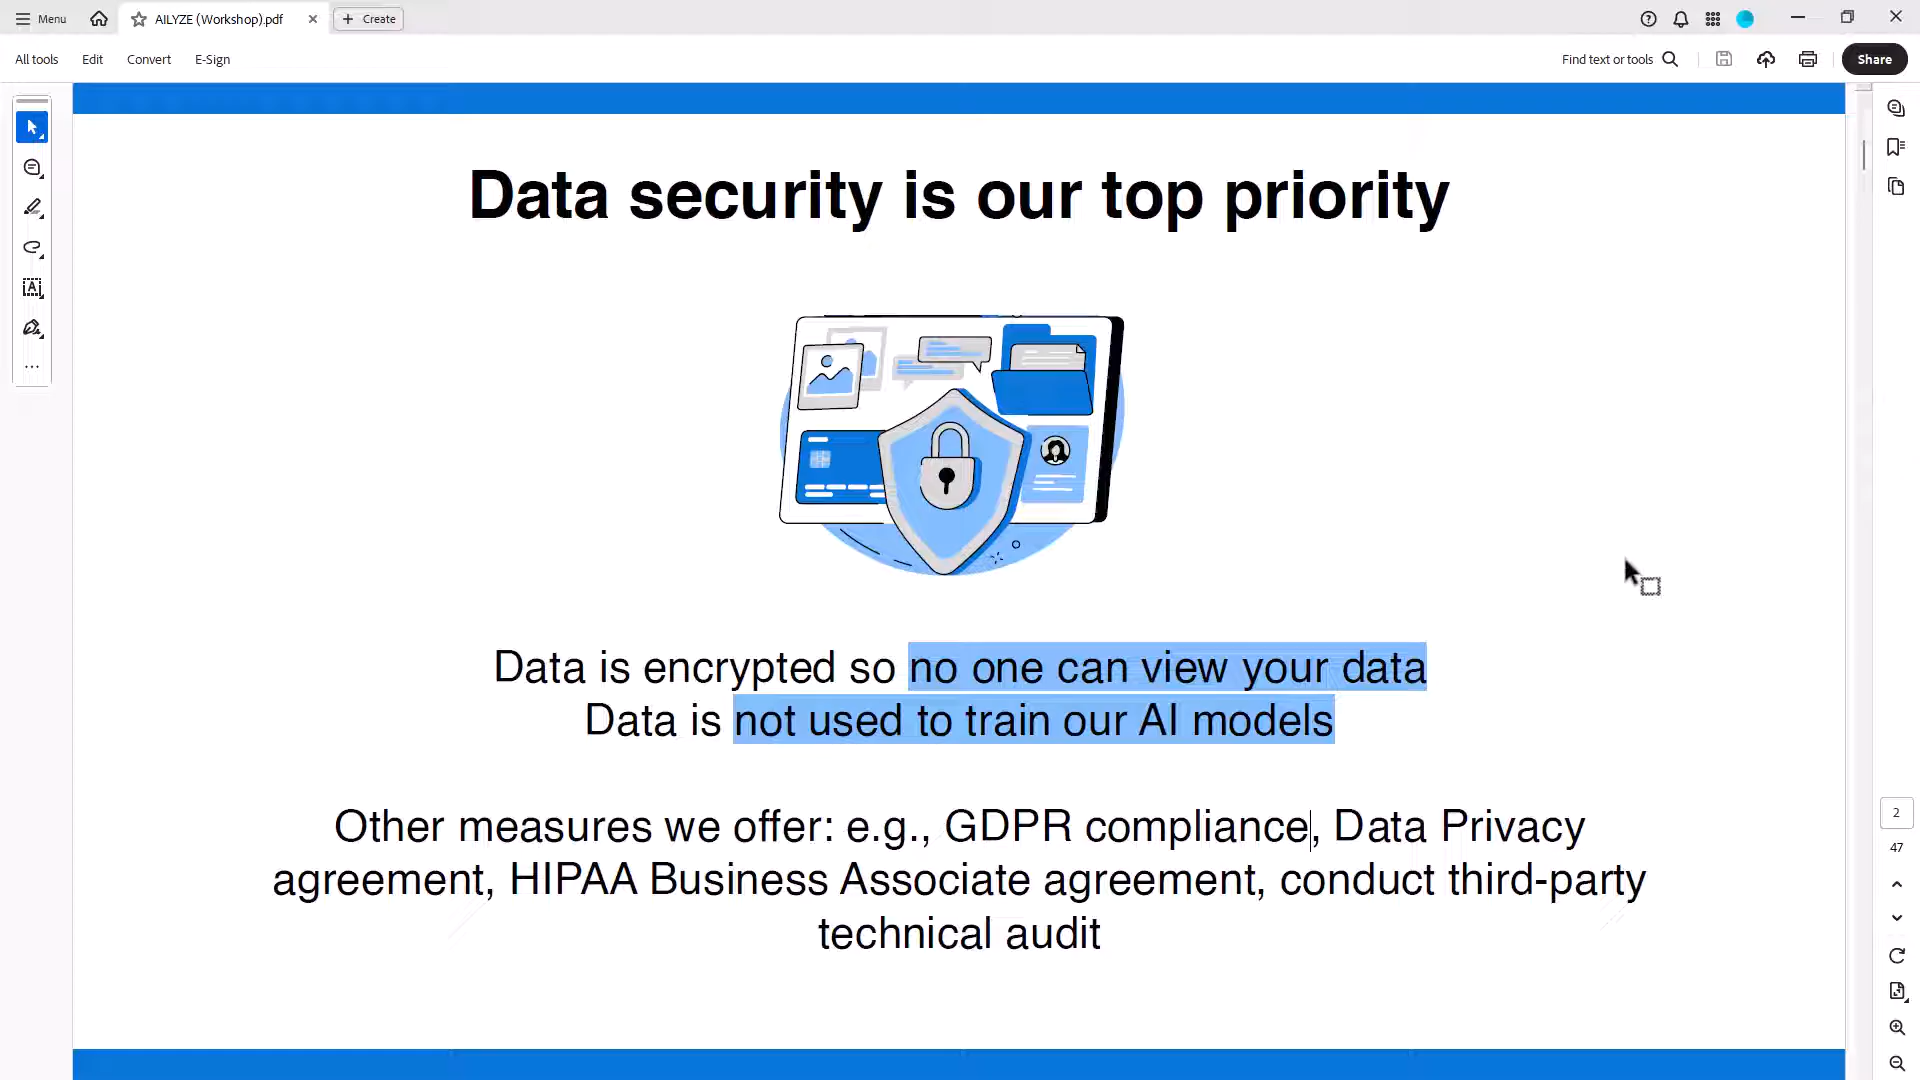 Menu
AILYZE (Workshop).pdf
Create
All tools
Edit
Convert
E-Sign
Find text or tools
Share
Data security is our top priority
Data is encrypted so no one can view your data
Data is not used to train our AI models
Other measures we offer: e.g., GDPR compliance, Data Privacy
agreement, HIPAA Business Associate agreement, conduct third-party
technical audit
2
47